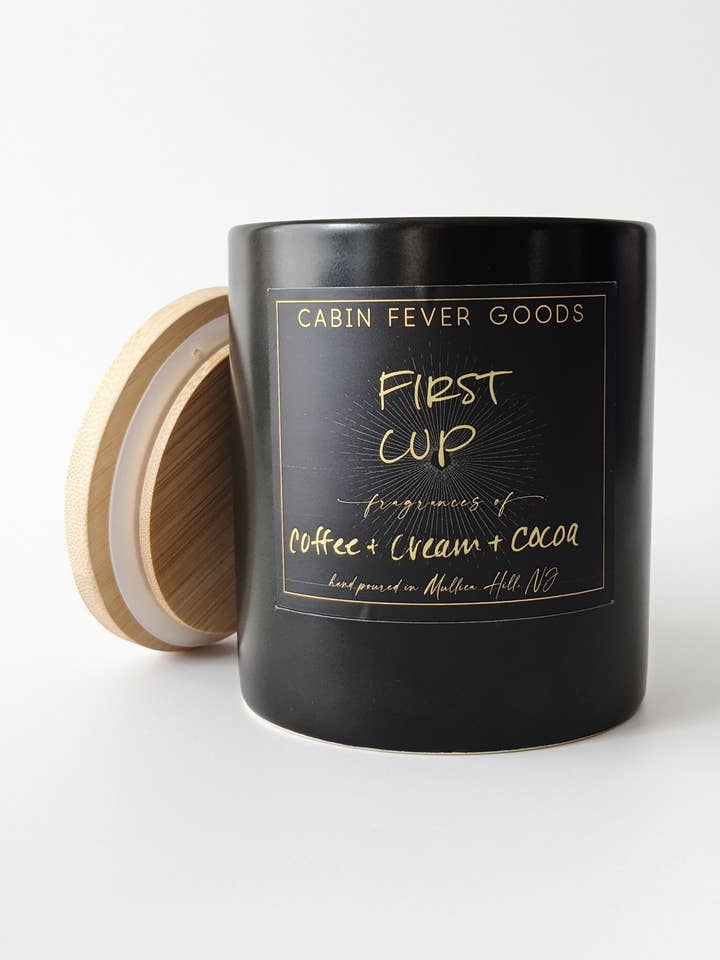 CABIN FEVER GOODS
FIRST
CUP
fragrances of
coffee + cream + cocoa
hand poured in Mullica Hill, NJ